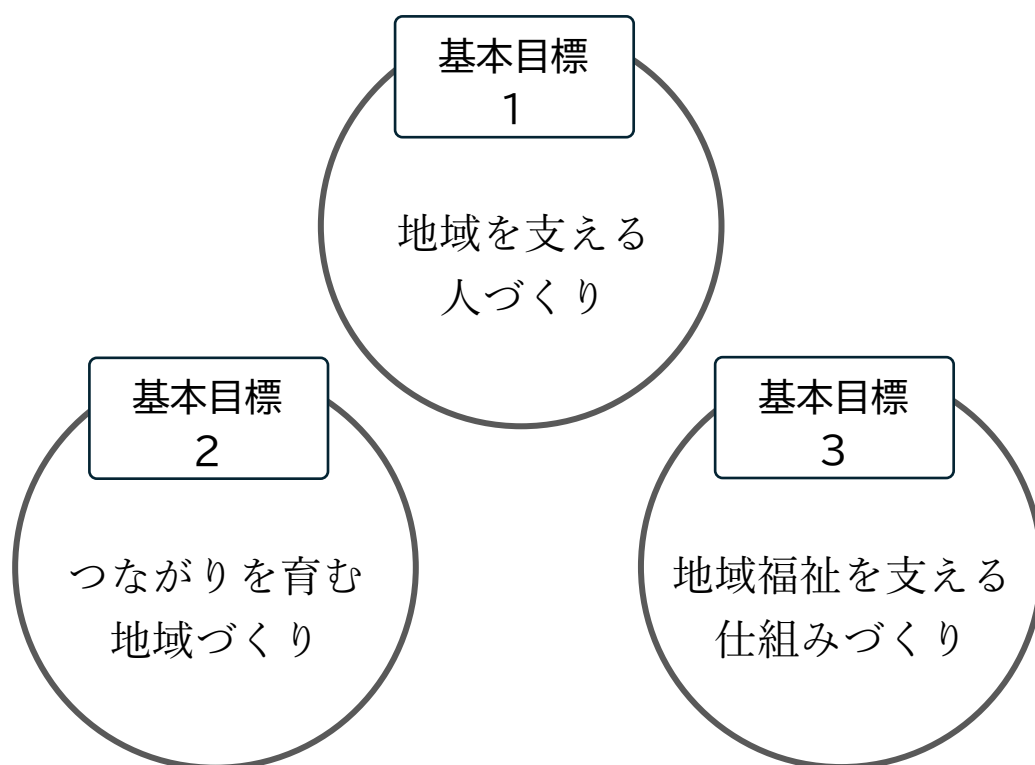 基本目標
1
地域を支える
人づくり
基本目標
2
つながりを育む
地域づくり
基本目標
3
地域福祉を支える
仕組みづくり